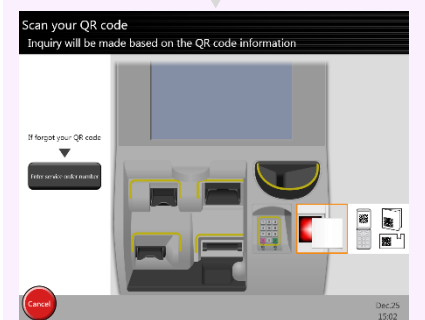 Scan your QR code
Inquiry will be made based on the QR code information
If forgot your QR code
Enter service order number
Cancel
Dec.25
15:02